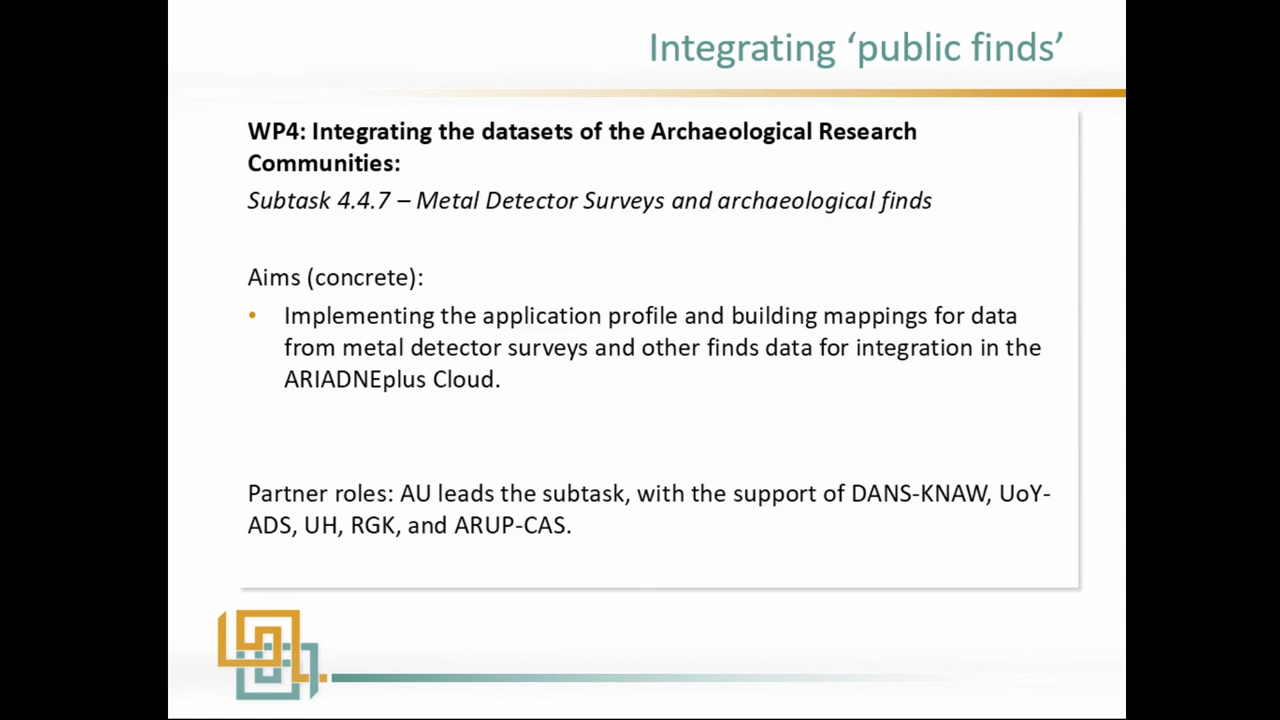 Integrating ‘public finds’
WP4: Integrating the datasets of the Archaeological Research
Communities:
Subtask 4.4.7 – Metal Detector Surveys and archaeological finds
Aims (concrete):
• Implementing the application profile and building mappings for data
from metal detector surveys and other finds data for integration in the
ARIADNEplus Cloud.
Partner roles: AU leads the subtask, with the support of DANS-KNAW, UoY-
ADS, UH, RGK, and ARUP-CAS.